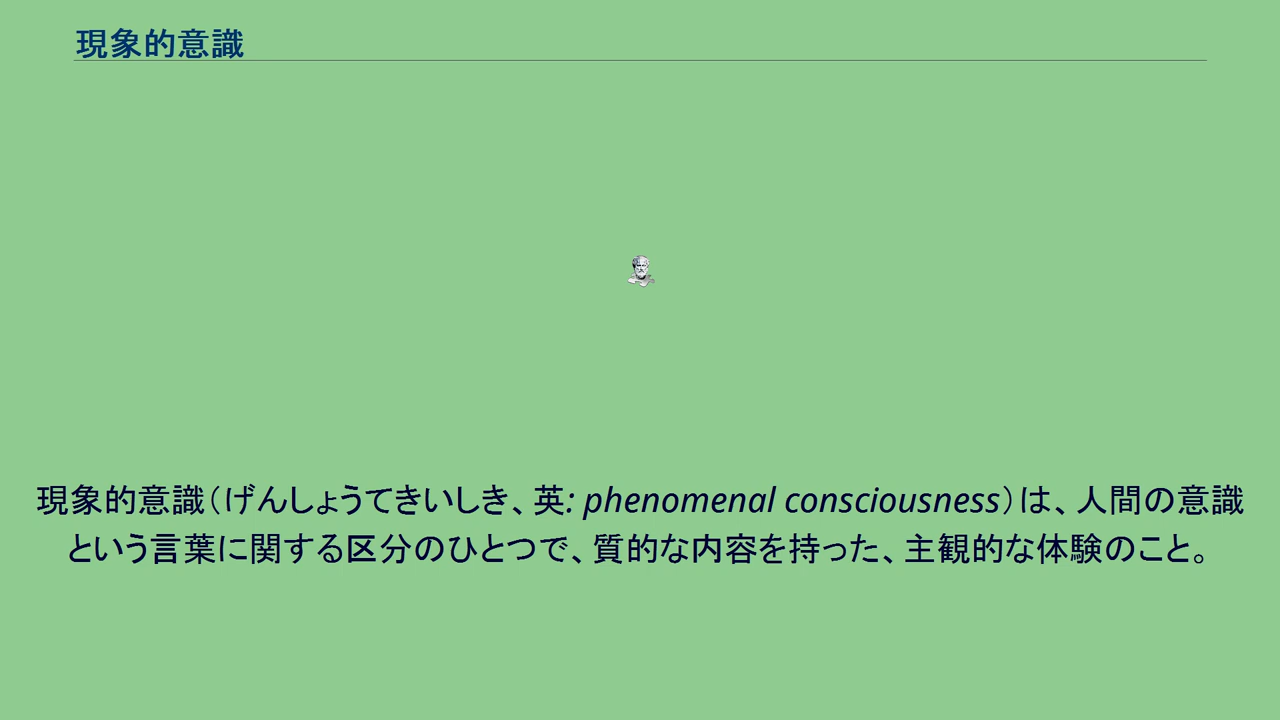 現象的意識
現象的意識（げんしょうてきいしき、英: phenomenal consciousness）は、人間の意識
という言葉に関する区分のひとつで、質的な内容を持った、主観的な体験のこと。